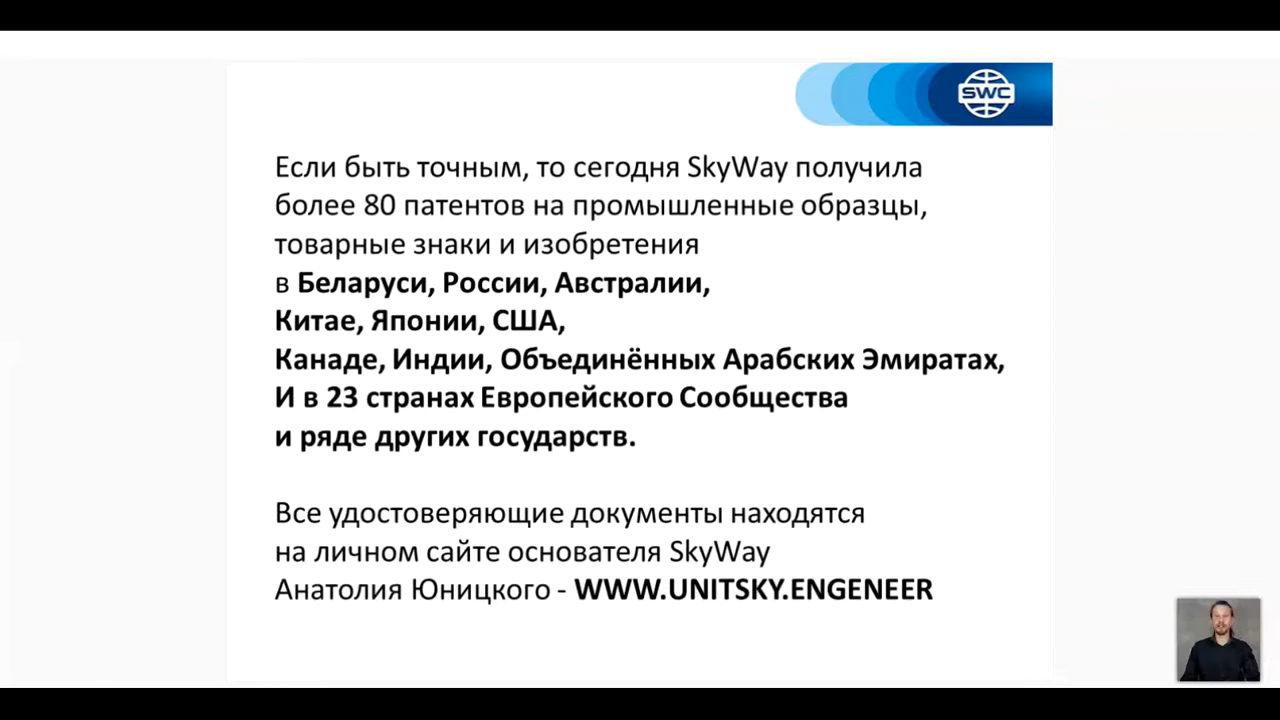 SWC
Если быть точным, то сегодня SkyWay получила
более 80 патентов на промышленные образцы,
товарные знаки и изобретения
в Беларуси, России, Австралии,
Китае, Японии, США,
Канаде, Индии, Объединённых Арабских Эмиратах,
И в 23 странах Европейского Сообщества
и ряде других государств.
Все удостоверяющие документы находятся
на личном сайте основателя SkyWay
Анатолия Юницкого - WWW.UNITSKY.ENGENEER